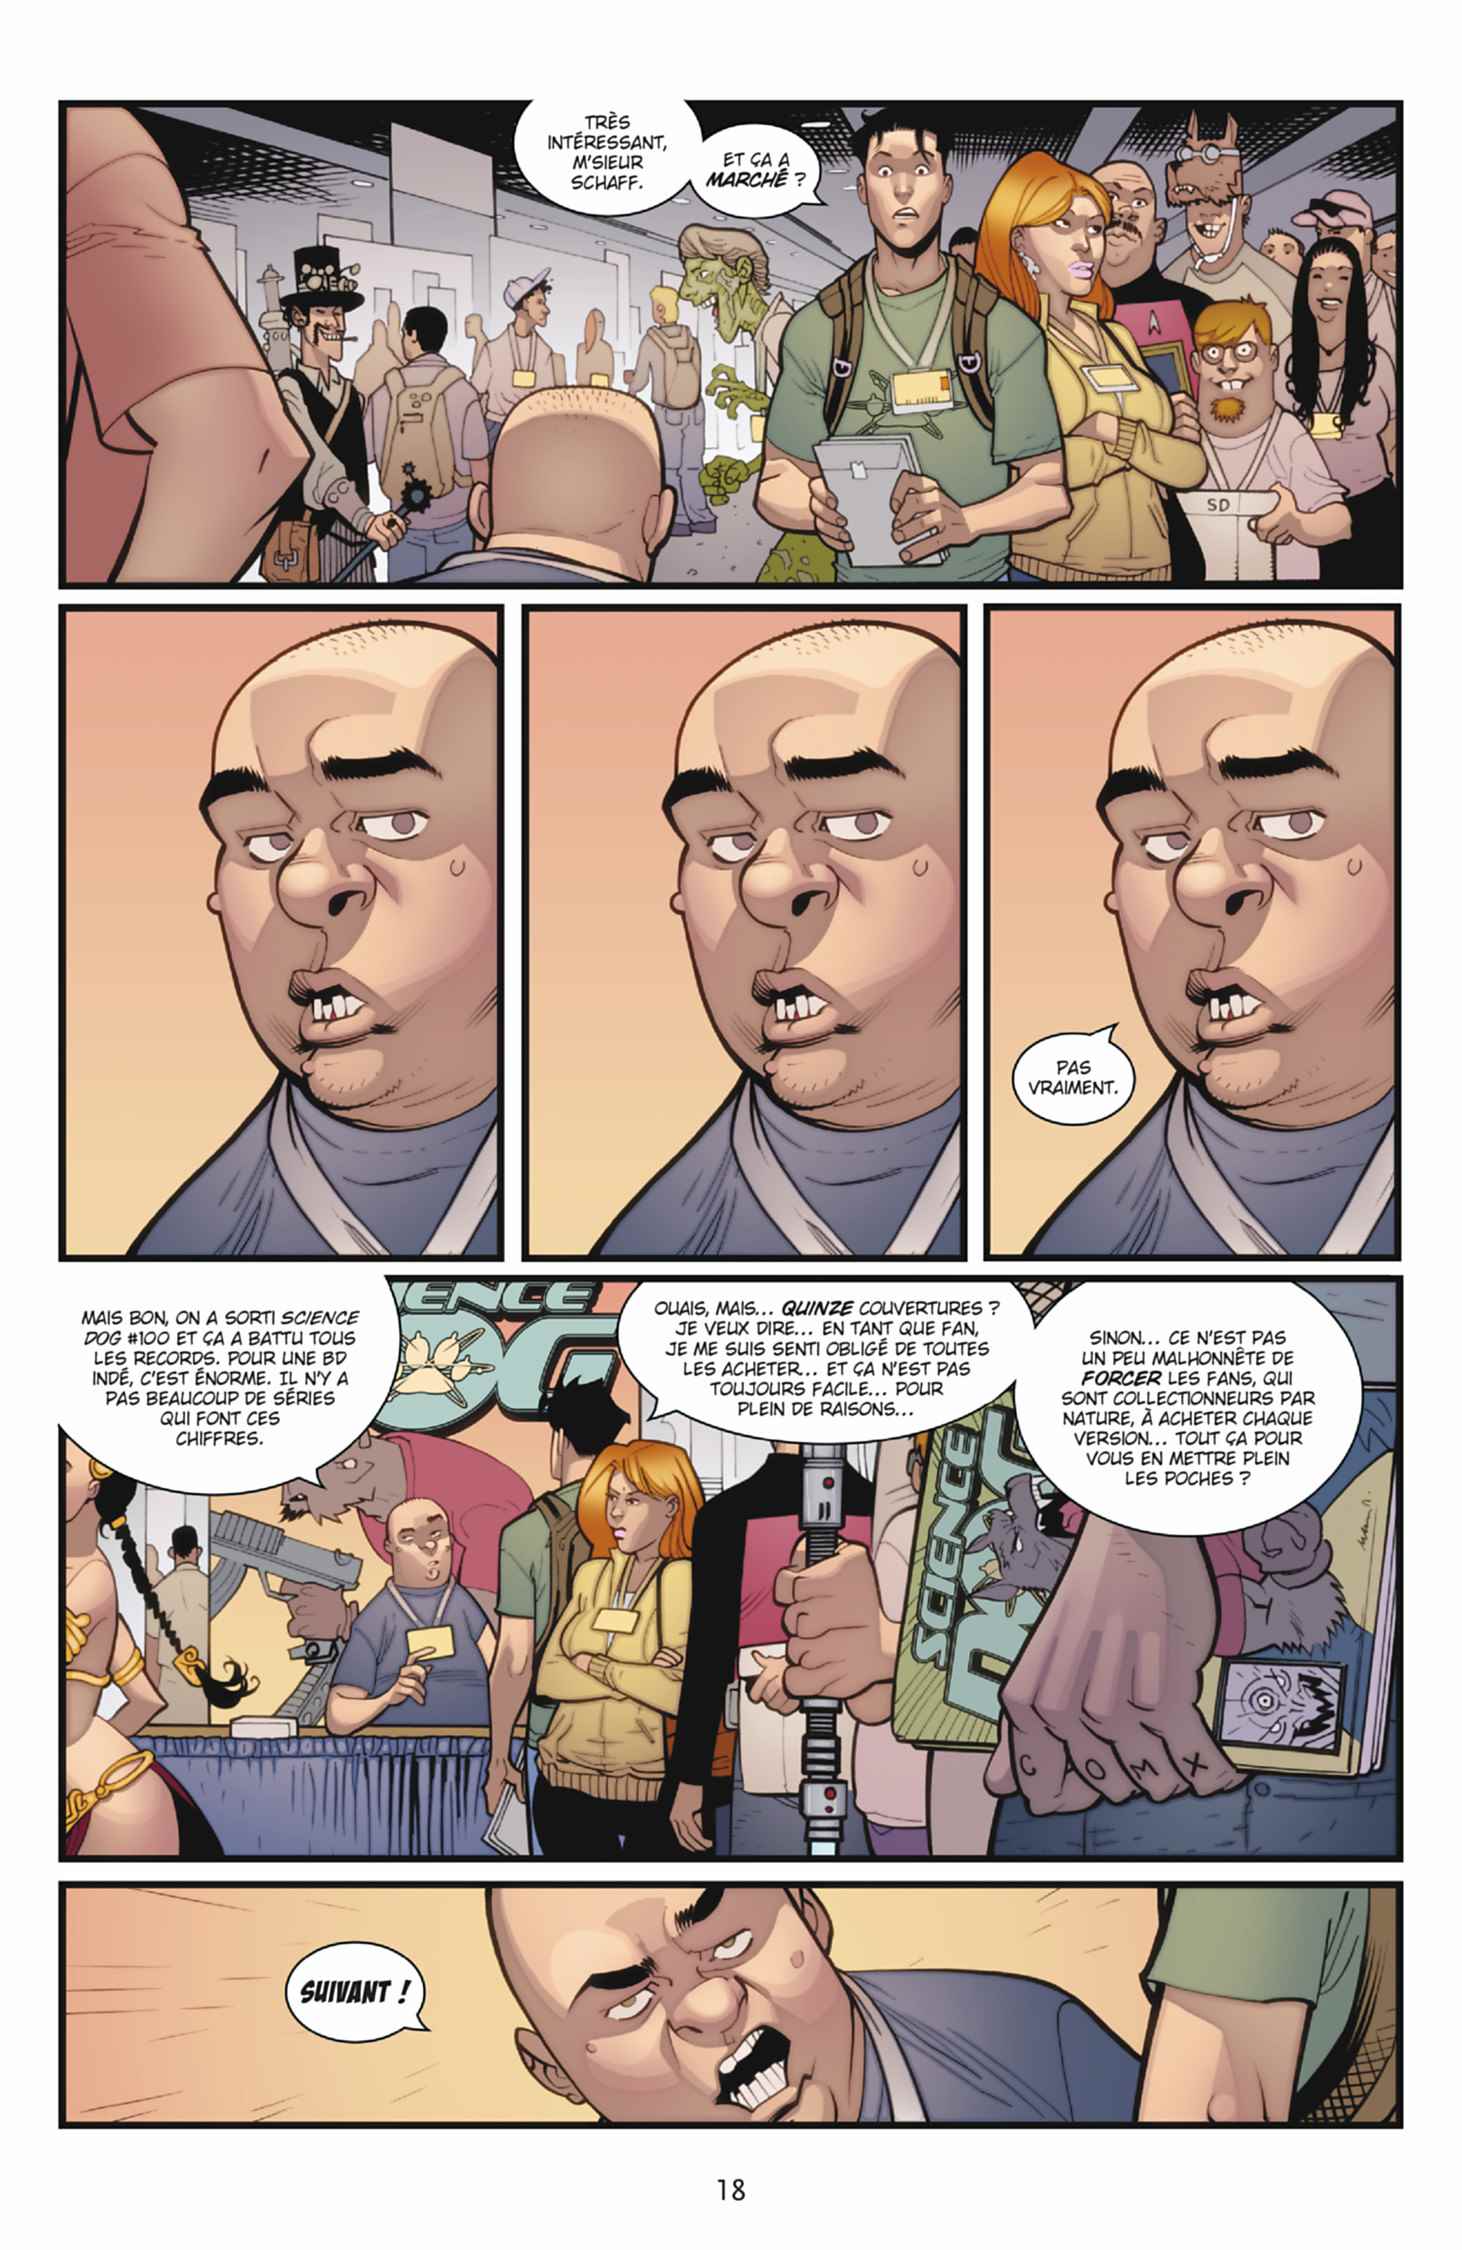 TRÈS
INTÉRESSANT,
M'SIEUR
SCHAFF.
ET ÇA A
MARCHÉ ?
SD
PAS
VRAIMENT.
MAIS BON, ON A SORTI SCIENCE
DOG #100 ET ÇA A BATTU TOUS
LES RECORDS. POUR UNE BD
INDÉ, C'EST ÉNORME. IL N'Y A
PAS BEAUCOUP DE SÉRIES
QUI FONT CES
CHIFFRES.
IENCE
OG
OUAIS, MAIS... QUINZE COUVERTURES ?
JE VEUX DIRE... EN TANT QUE FAN,
JE ME SUIS SENTI OBLIGÉ DE TOUTES
LES ACHETER... ET ÇA N'EST PAS
TOUJOURS FACILE... POUR
PLEIN DE RAISONS...
SINON... CE N'EST PAS
UN PEU MALHONNÊTE DE
FORCER LES FANS, QUI
SONT COLLECTIONNEURS PAR
NATURE, À ACHETER CHAQUE
VERSION... TOUT ÇA POUR
VOUS EN METTRE PLEIN
LES POCHES ?
SCIENCE
DOG
COMX
SUIVANT !
18